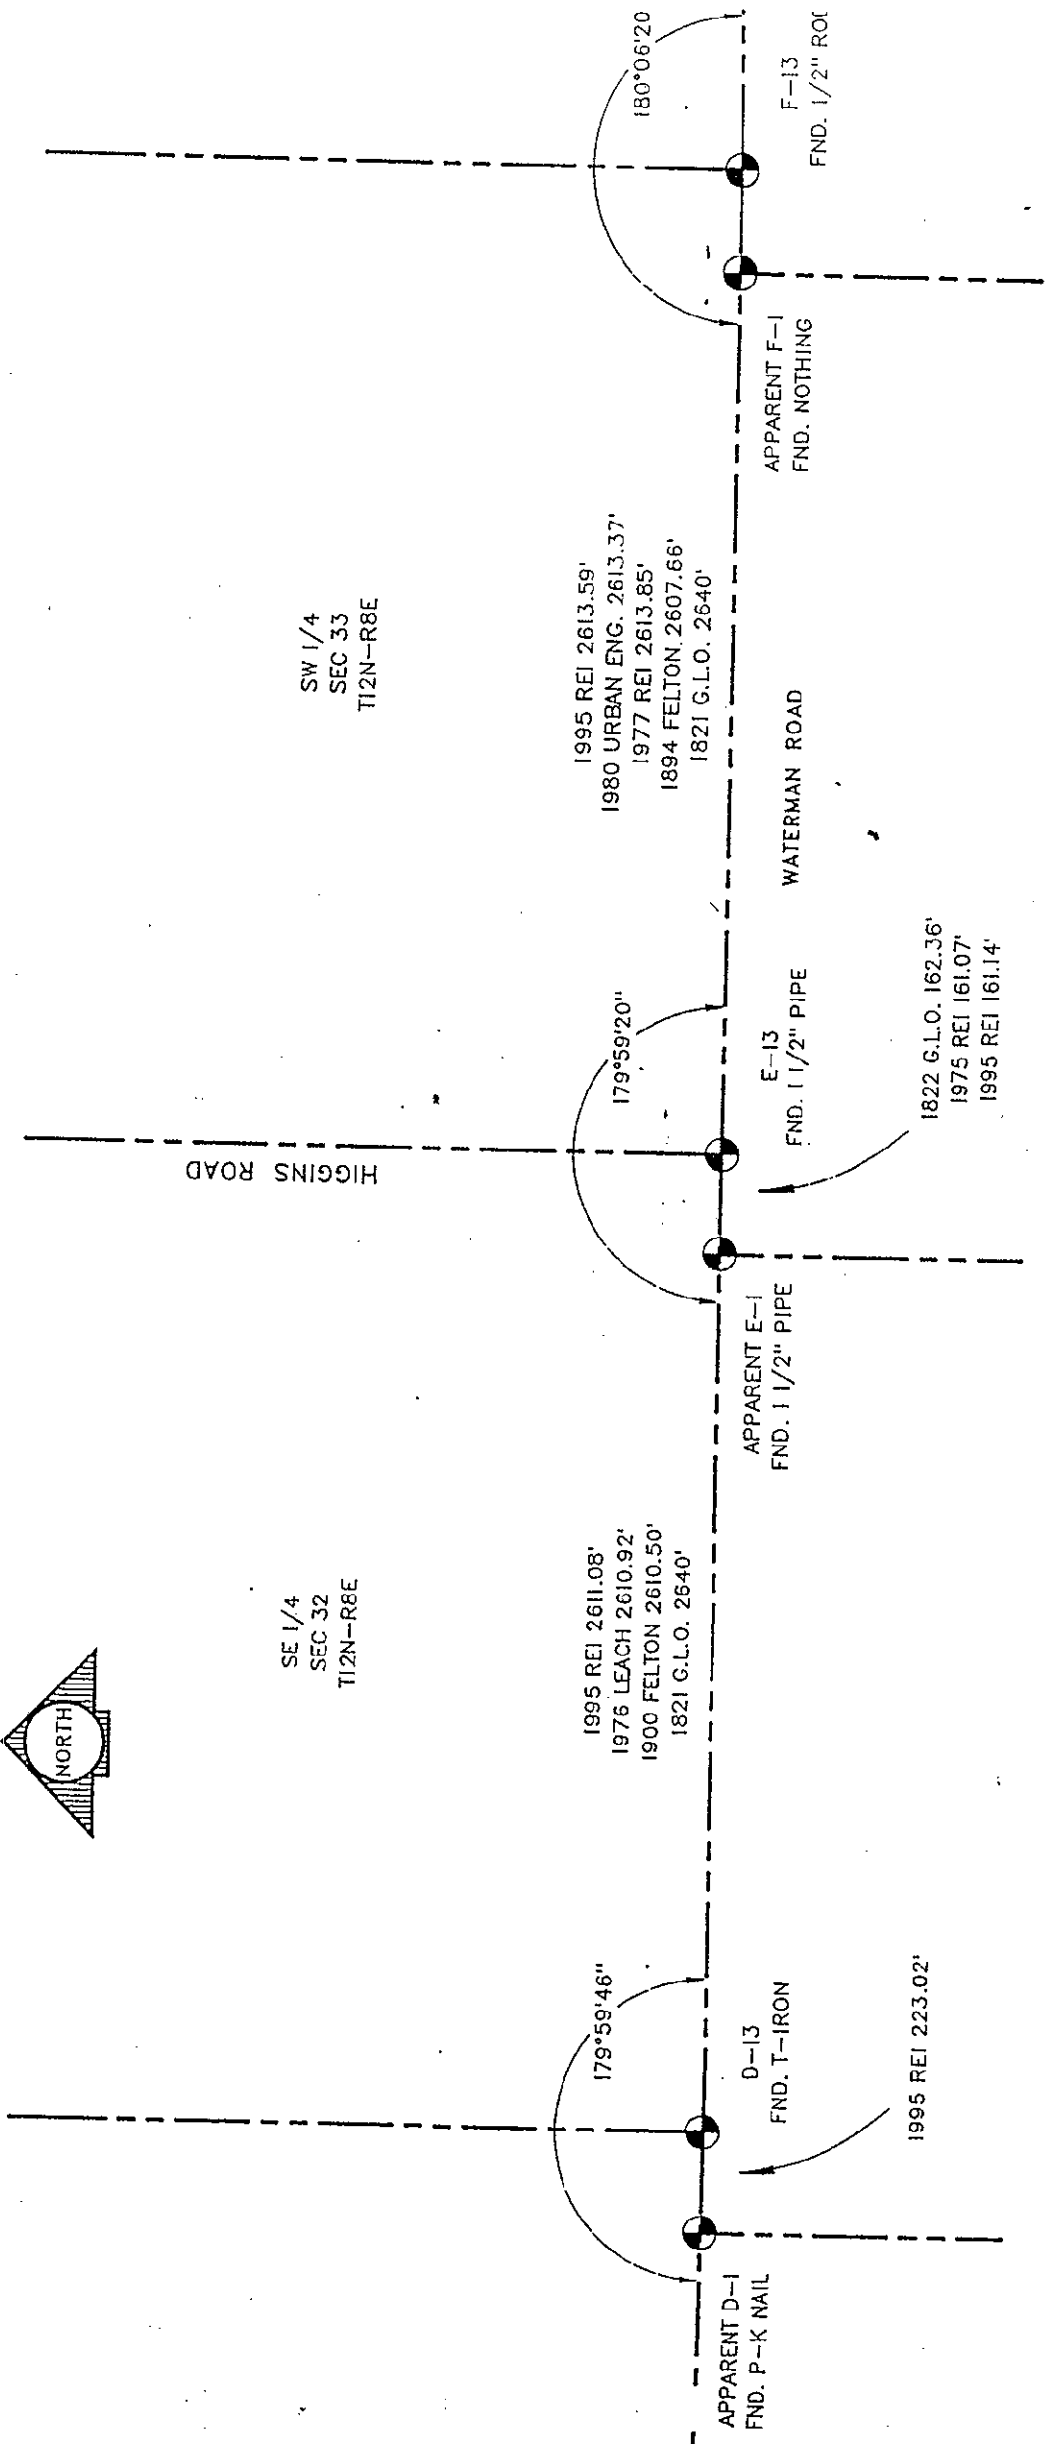 NORTH
SE 1/4
SEC 32
T12N-R8E
HIGGINS ROAD
SW 1/4
SEC 33
T12N-R8E
1995 REI 2611.08'
1976 LEACH 2610.92'
1900 FELTON 2610.50'
1821 G.L.O. 2640'
1995 REI 2613.59'
1980 URBAN ENG. 2613.37'
1977 REI 2613.85'
1894 FELTON 2607.66'
1821 G.L.O. 2640'
179°59'46"
179°59'20"
180°06'20
APPARENT D-1
FND. P-K NAIL
D-13
FND. T-IRON
APPARENT E-1
FND. 1 1/2" PIPE
E-13
FND. 1 1/2" PIPE
WATERMAN ROAD
APPARENT F-1
FND. NOTHING
F-13
FND. 1/2" ROD
1995 REI 223.02'
1822 G.L.O. 162.36'
1975 REI 161.07'
1995 REI 161.14'